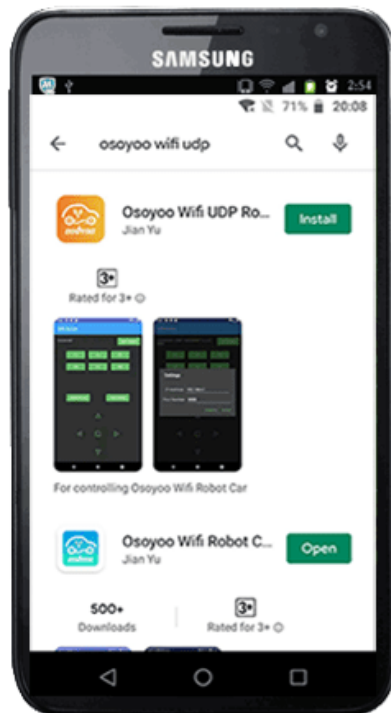 SAMSUNG
2:54
71% 20:08
osoyoo wifi udp
Osoyoo Wifi UDP Ro...
Jian Yu
Install
3+
Rated for 3+
Settings
For controlling Osoyoo Wifi Robot Car
Osoyoo Wifi Robot C...
Jian Yu
Open
500+
Downloads
3+
Rated for 3+